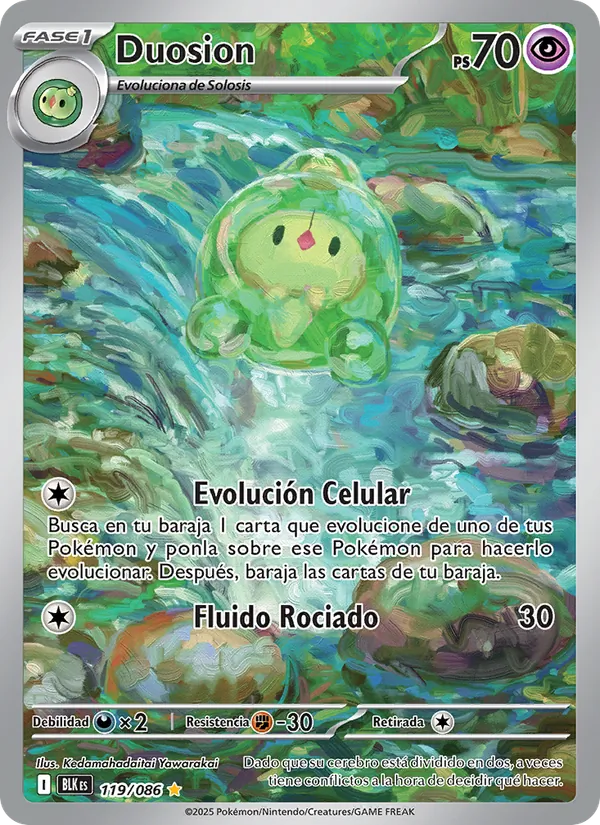 FASE 1
Duosion
PS 70
Evoluciona de Solosis
Evolución Celular
Busca en tu baraja 1 carta que evolucione de uno de tus
Pokémon y ponla sobre ese Pokémon para hacerlo
evolucionar. Después, baraja las cartas de tu baraja.
Fluido Rociado 30
Debilidad ×2 Resistencia -30 Retirada
Ilus. Kodamahadaitai Yawarakai
Dado que su cerebro está dividido en dos, a veces
tiene conflictos a la hora de decidir qué hacer.
I BLK ES 119/086
©2025 Pokémon/Nintendo/Creatures/GAME FREAK